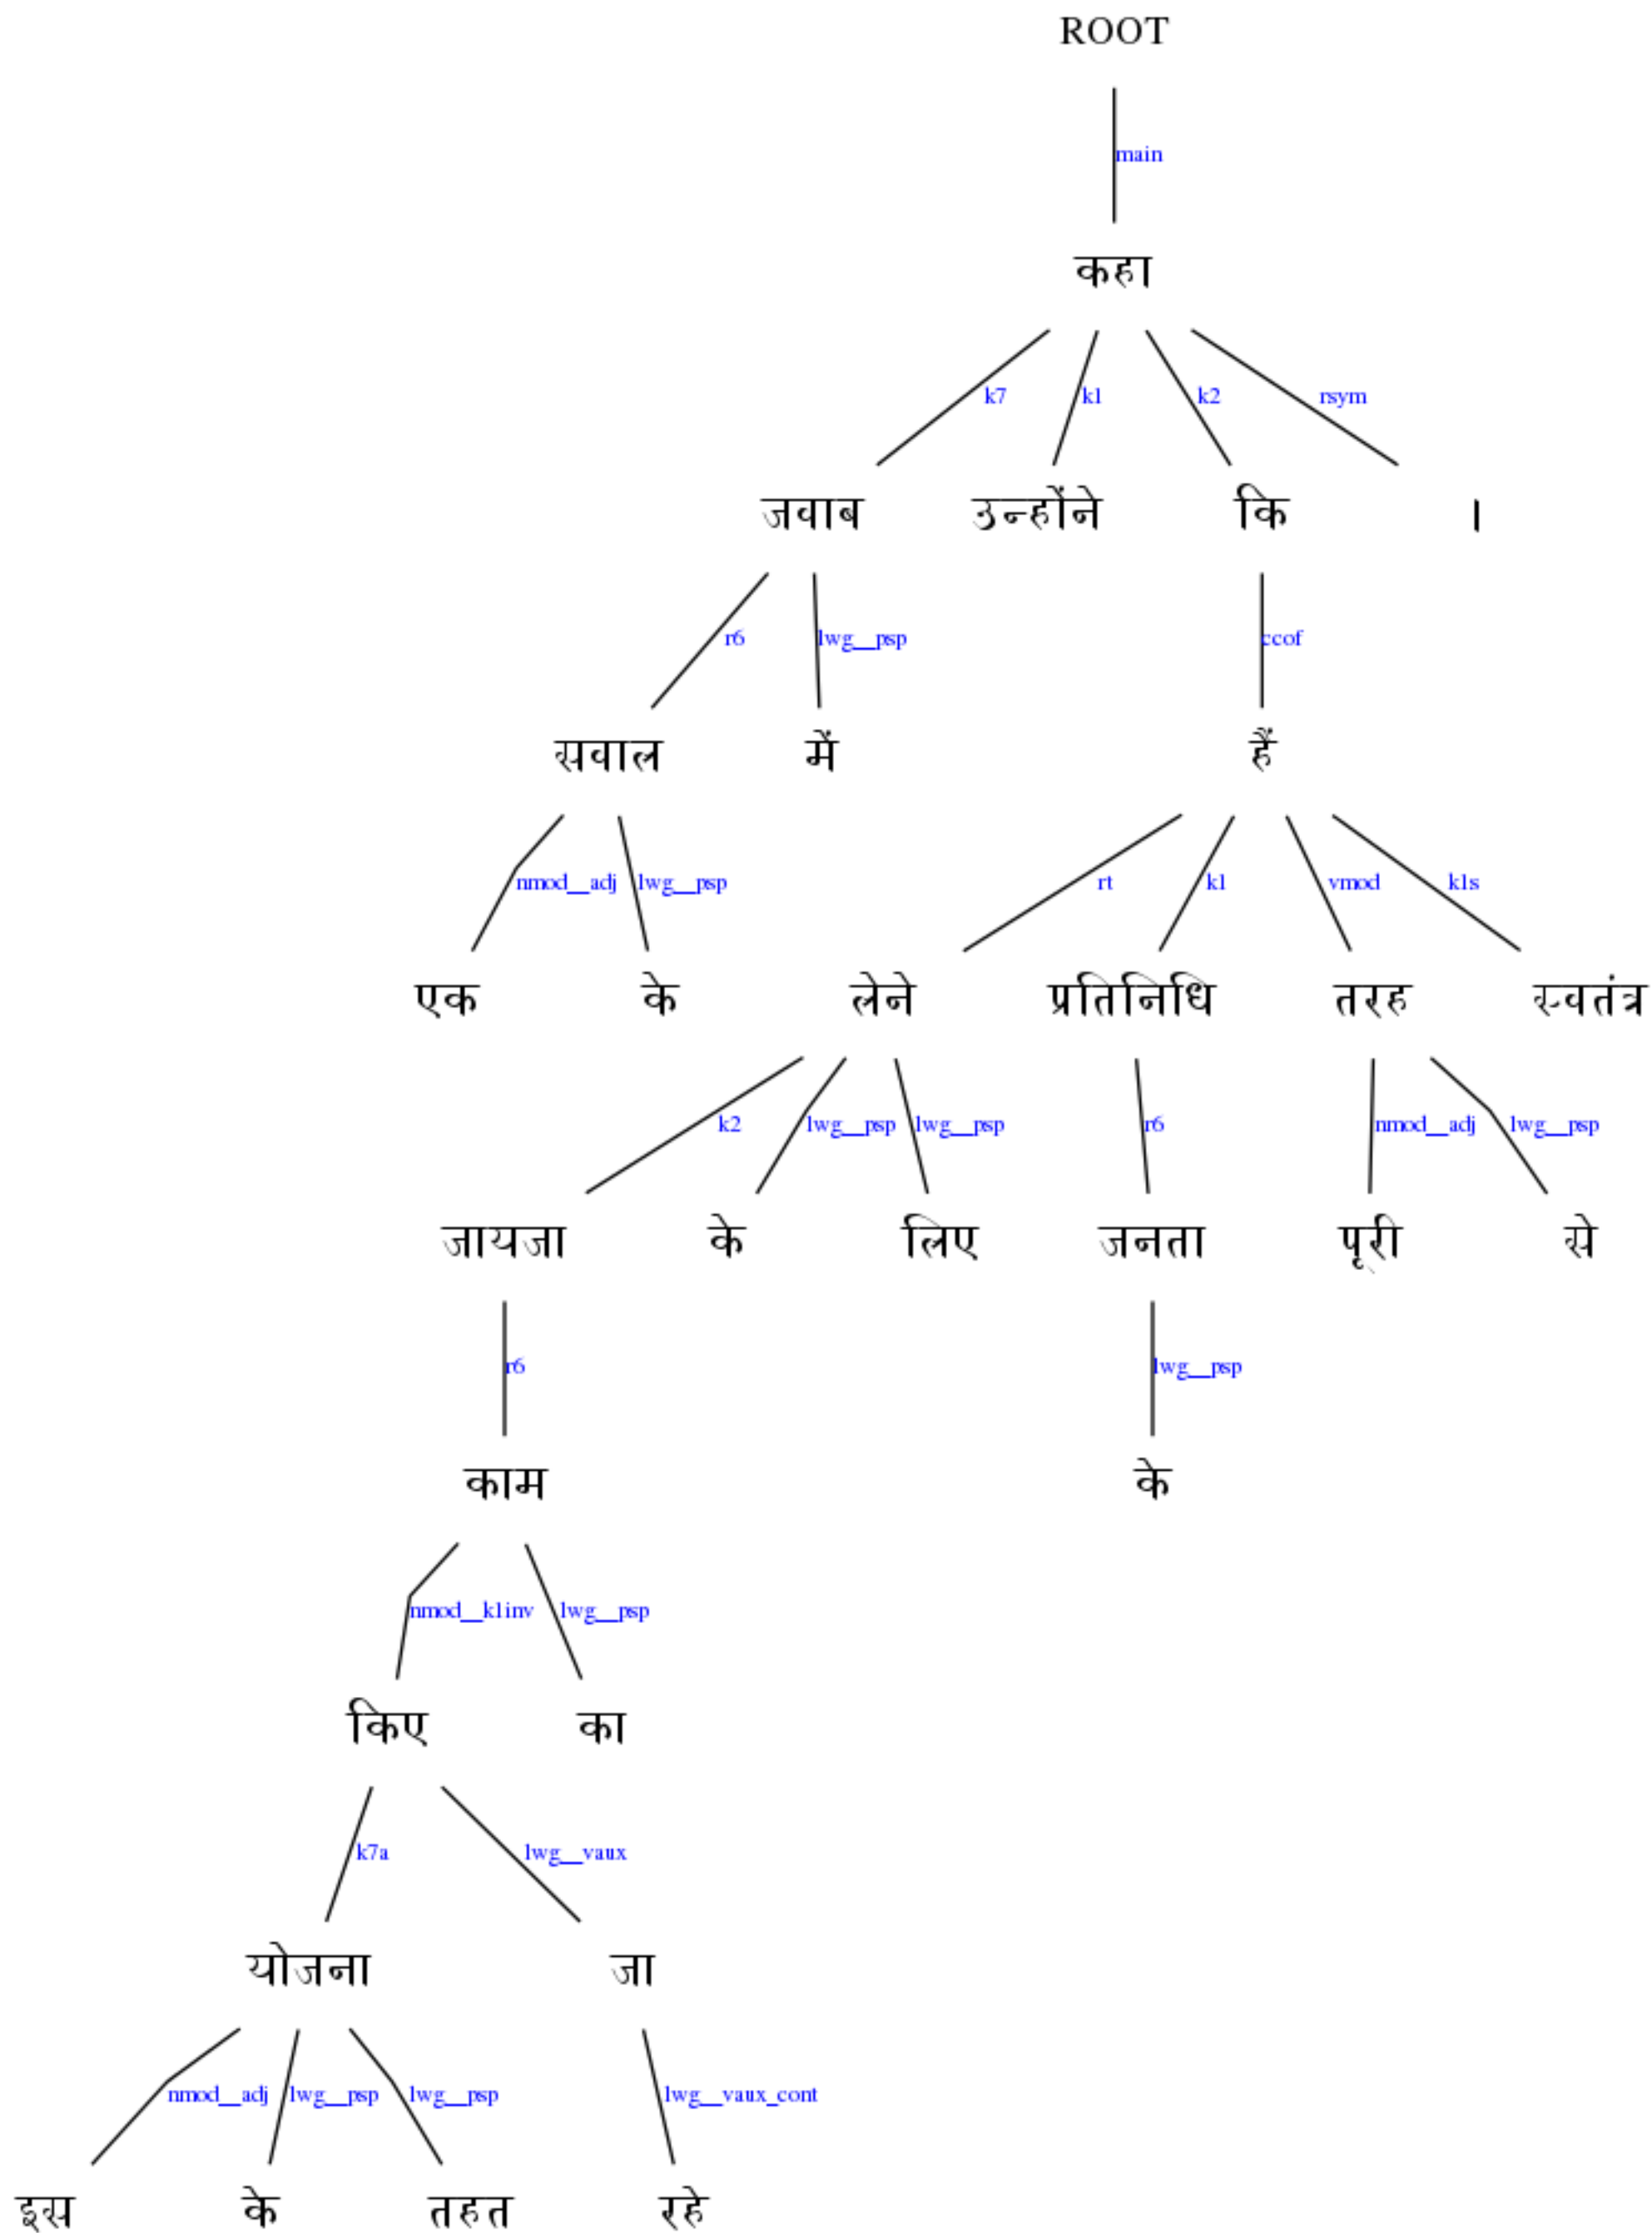 ROOT
main
कहा
k7 k1 k2 rsym
जवाब उन्होंने कि ।
r6 lwg__psp ccof
सवाल में हैं
nmod__adj lwg__psp rt k1 vmod k1s
एक के लेने प्रतिनिधि तरह स्वतंत्र
k2 lwg__psp lwg__psp r6 nmod__adj lwg__psp
जायजा के लिए जनता पूरी से
r6 lwg__psp
काम के
nmod__k1inv lwg__psp
किए का
k7a lwg__vaux
योजना जा
nmod__adj lwg__psp lwg__psp lwg__vaux_cont
इस के तहत रहे